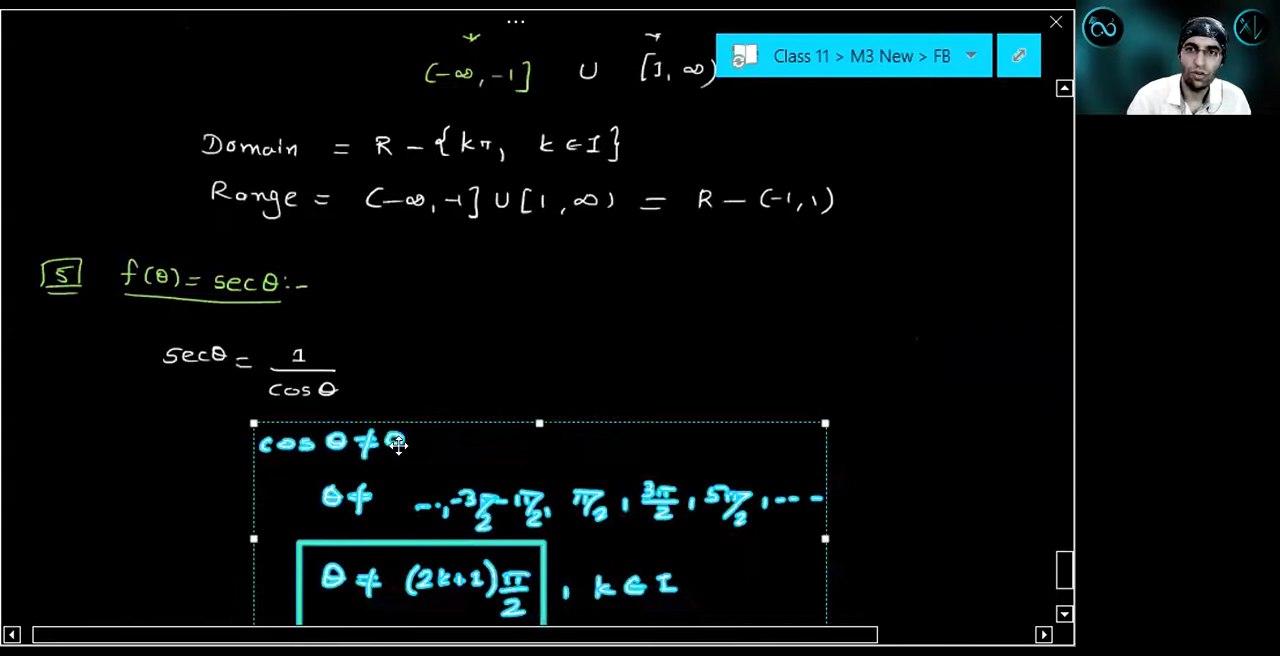 (-∞, -1] ∪ [1, ∞)
Class 11 > M3 New > FB
Domain = R - {kπ, k ∈ I}
Range = (-∞, -1] ∪ [1, ∞) = R - (-1, 1)
5 f(θ) = secθ :-
secθ = 1/cosθ
cosθ ≠ 0
θ ≠ ..., -3π/2, -π/2, π/2, 3π/2, 5π/2, ...
θ ≠ (2k+1)π/2, k ∈ I